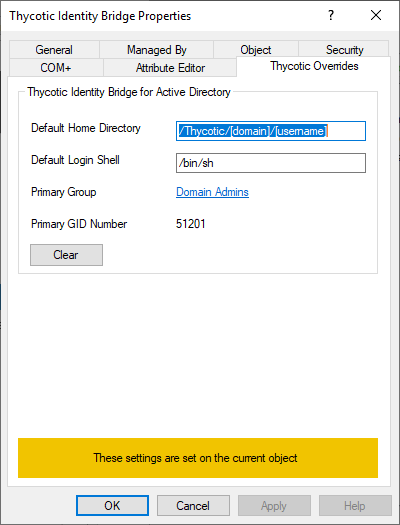 Thycotic Identity Bridge Properties
General Managed By Object Security
COM+ Attribute Editor Thycotic Overrides
Thycotic Identity Bridge for Active Directory
Default Home Directory /Thycotic/[domain]/[username]
Default Login Shell /bin/sh
Primary Group Domain Admins
Primary GID Number 51201
Clear
These settings are set on the current object
OK Cancel Apply Help